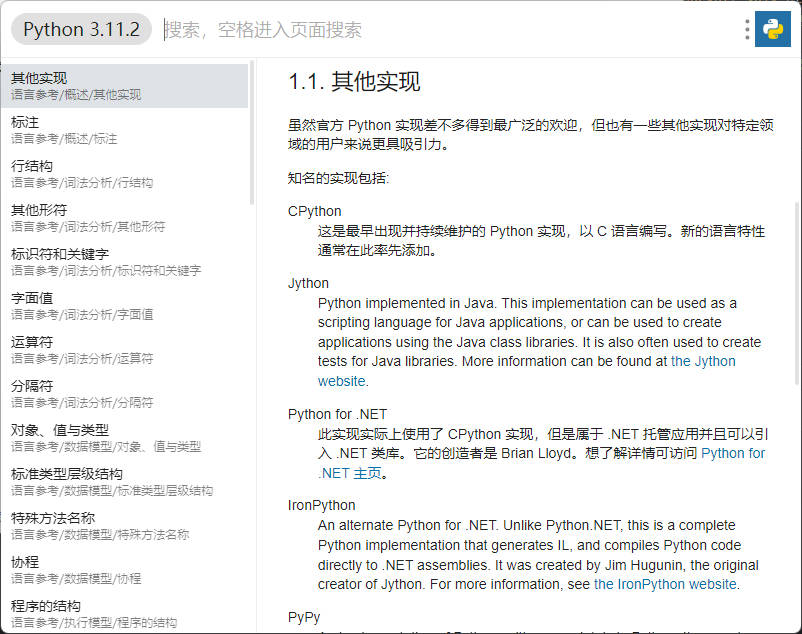 Python 3.11.2
搜索，空格进入页面搜索
其他实现
语言参考/概述/其他实现
标注
语言参考/概述/标注
行结构
语言参考/词法分析/行结构
其他形符
语言参考/词法分析/其他形符
标识符和关键字
语言参考/词法分析/标识符和关键字
字面值
语言参考/词法分析/字面值
运算符
语言参考/词法分析/运算符
分隔符
语言参考/词法分析/分隔符
对象、值与类型
语言参考/数据模型/对象、值与类型
标准类型层级结构
语言参考/数据模型/标准类型层级结构
特殊方法名称
语言参考/数据模型/特殊方法名称
协程
语言参考/数据模型/协程
程序的结构
语言参考/执行模型/程序的结构
1.1. 其他实现
虽然官方 Python 实现差不多得到最广泛的欢迎，但也有一些其他实现对特定领
域的用户来说更具吸引力。
知名的实现包括:
CPython
这是最早出现并持续维护的 Python 实现，以 C 语言编写。新的语言特性
通常在此率先添加。
Jython
Python implemented in Java. This implementation can be used as a
scripting language for Java applications, or can be used to create
applications using the Java class libraries. It is also often used to create
tests for Java libraries. More information can be found at the Jython
website.
Python for .NET
此实现实际上使用了 CPython 实现，但是属于 .NET 托管应用并且可以引
入 .NET 类库。它的创造者是 Brian Lloyd。想了解详情可访问 Python for
.NET 主页。
IronPython
An alternate Python for .NET. Unlike Python.NET, this is a complete
Python implementation that generates IL, and compiles Python code
directly to .NET assemblies. It was created by Jim Hugunin, the original
creator of Jython. For more information, see the IronPython website.
PyPy